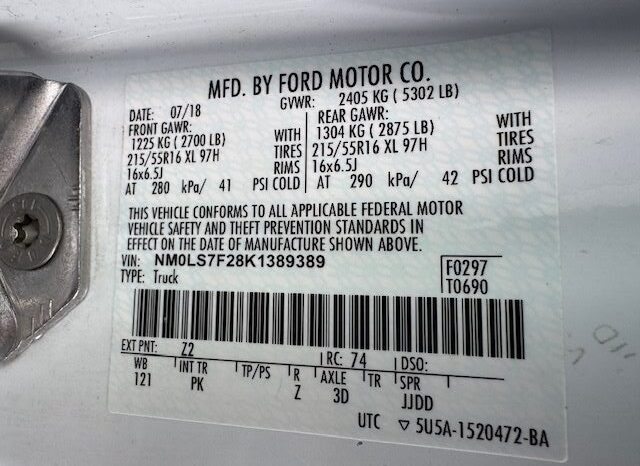 MFD. BY FORD MOTOR CO.
DATE: 07/18 GVWR: 2405 KG ( 5302 LB)
FRONT GAWR: REAR GAWR:
1225 KG ( 2700 LB) WITH 1304 KG ( 2875 LB) WITH
215/55R16 XL 97H TIRES 215/55R16 XL 97H TIRES
16x6.5J RIMS 16x6.5J RIMS
AT 280 kPa/ 41 PSI COLD AT 290 kPa/ 42 PSI COLD
THIS VEHICLE CONFORMS TO ALL APPLICABLE FEDERAL MOTOR
VEHICLE SAFETY AND THEFT PREVENTION STANDARDS IN
EFFECT ON THE DATE OF MANUFACTURE SHOWN ABOVE.
VIN: NM0LS7F28K1389389 F0297
TYPE: Truck T0690
EXT PNT: Z2 RC: 74 DSO:
WB INT TR TP/PS R AXLE TR SPR
121 PK Z 3D JJDD
UTC ▽ 5U5A-1520472-BA